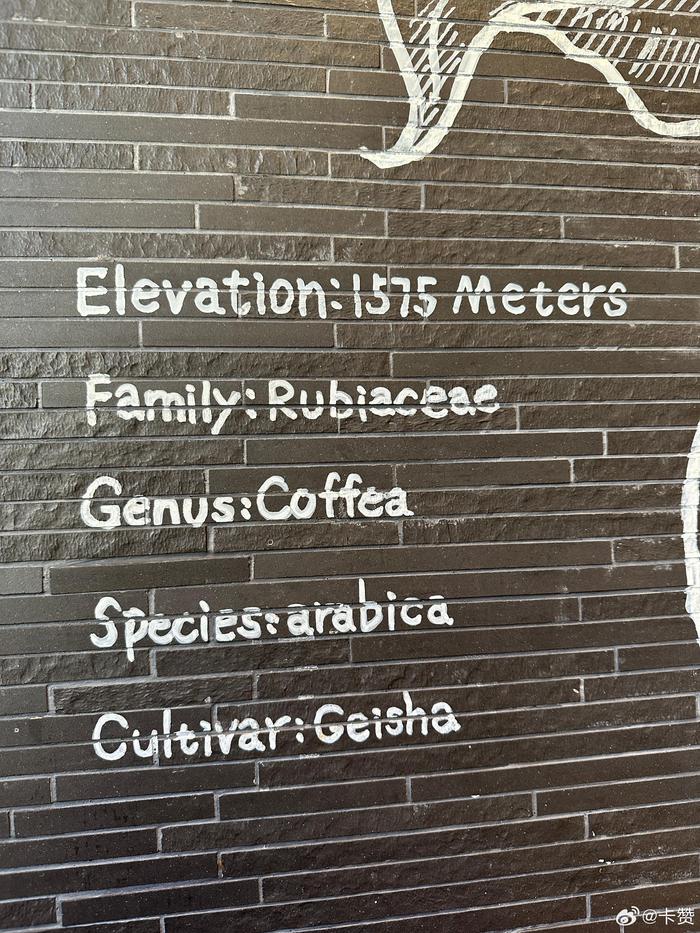 Elevation:1575 Meters
Family:Rubiaceae
Genus:Coffea
Species:arabica
Cultivar:Geisha
@卡赞